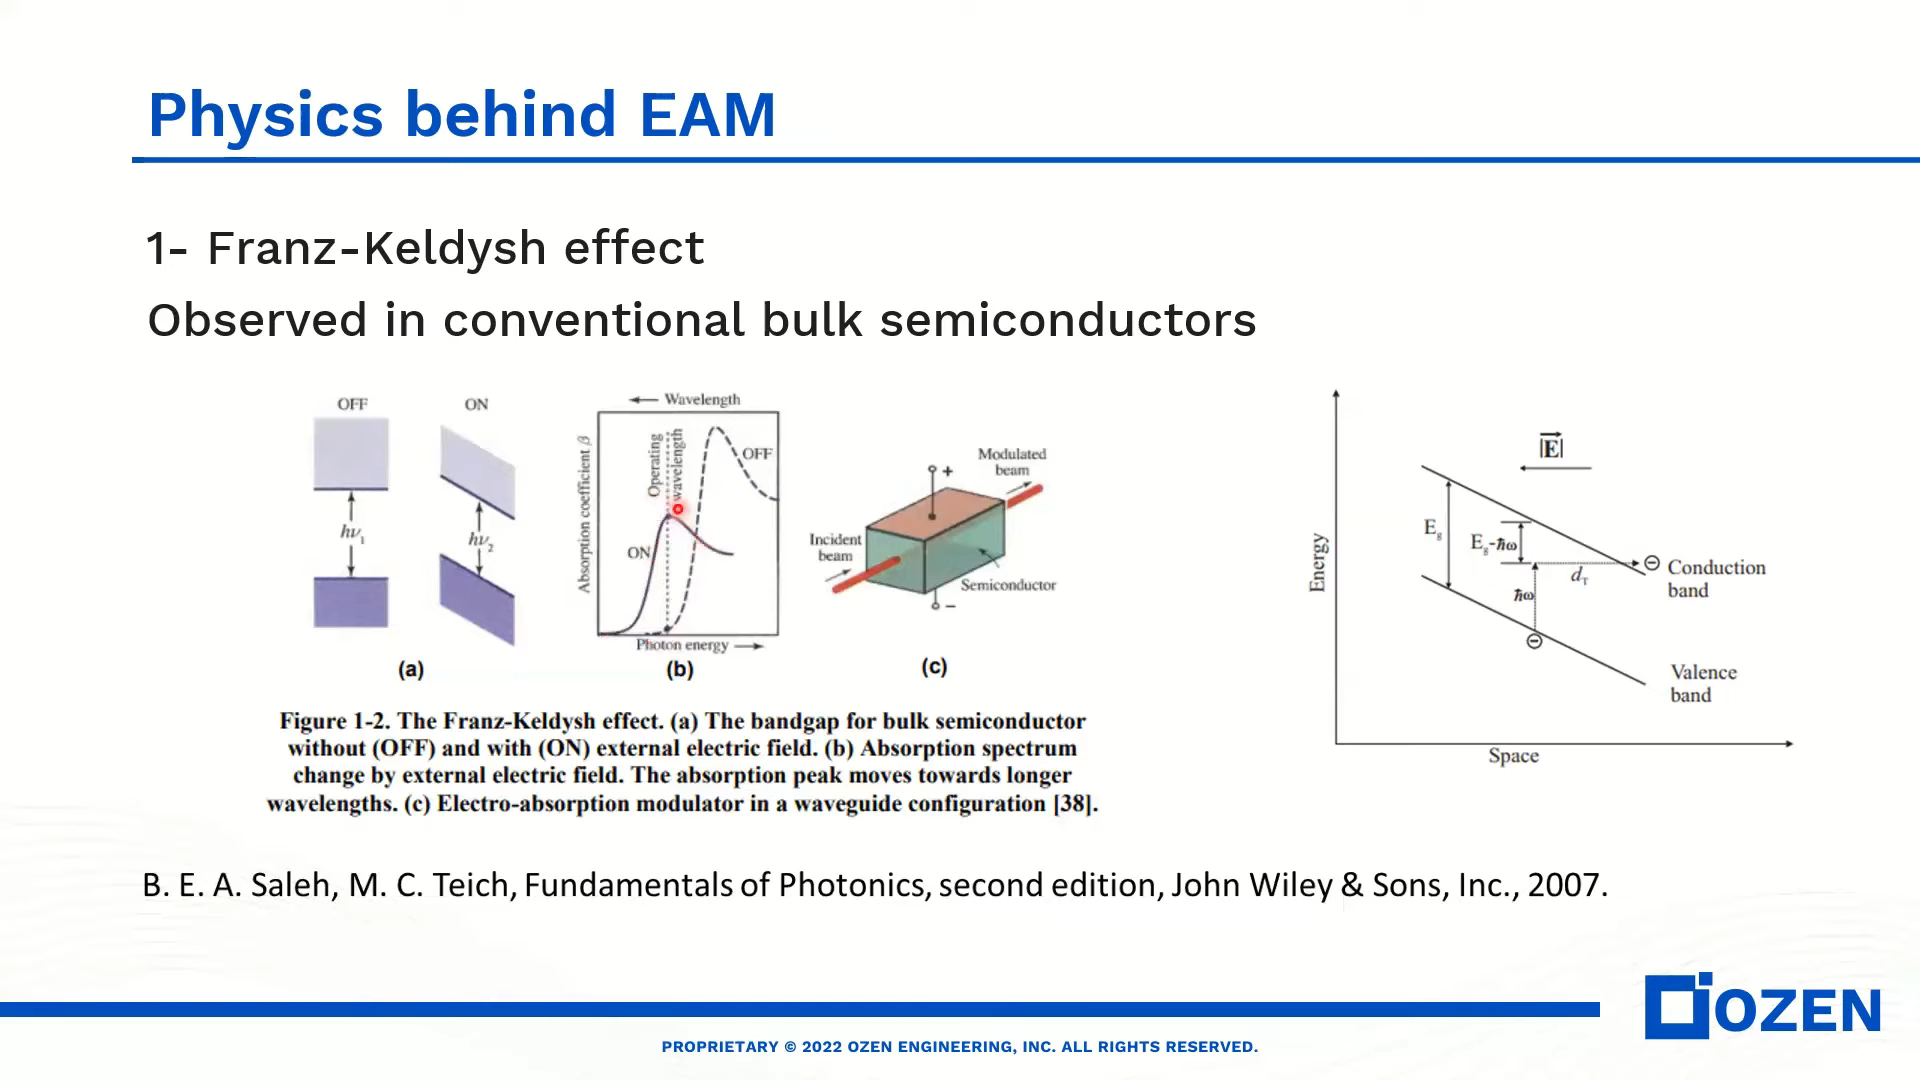 Physics behind EAM
1- Franz-Keldysh effect
Observed in conventional bulk semiconductors
OFF
ON
hν1
hν2
(a)
Wavelength
Absorption coefficient β
Operating
wavelength
OFF
ON
Photon energy
(b)
Modulated
beam
+
Incident
beam
Semiconductor
−
(c)
Figure 1-2. The Franz-Keldysh effect. (a) The bandgap for bulk semiconductor
without (OFF) and with (ON) external electric field. (b) Absorption spectrum
change by external electric field. The absorption peak moves towards longer
wavelengths. (c) Electro-absorption modulator in a waveguide configuration [38].
Energy
|E|
Eg
Eg-ħω
ħω
dT
Conduction
band
Valence
band
Space
B. E. A. Saleh, M. C. Teich, Fundamentals of Photonics, second edition, John Wiley & Sons, Inc., 2007.
OZEN
PROPRIETARY © 2022 OZEN ENGINEERING, INC. ALL RIGHTS RESERVED.